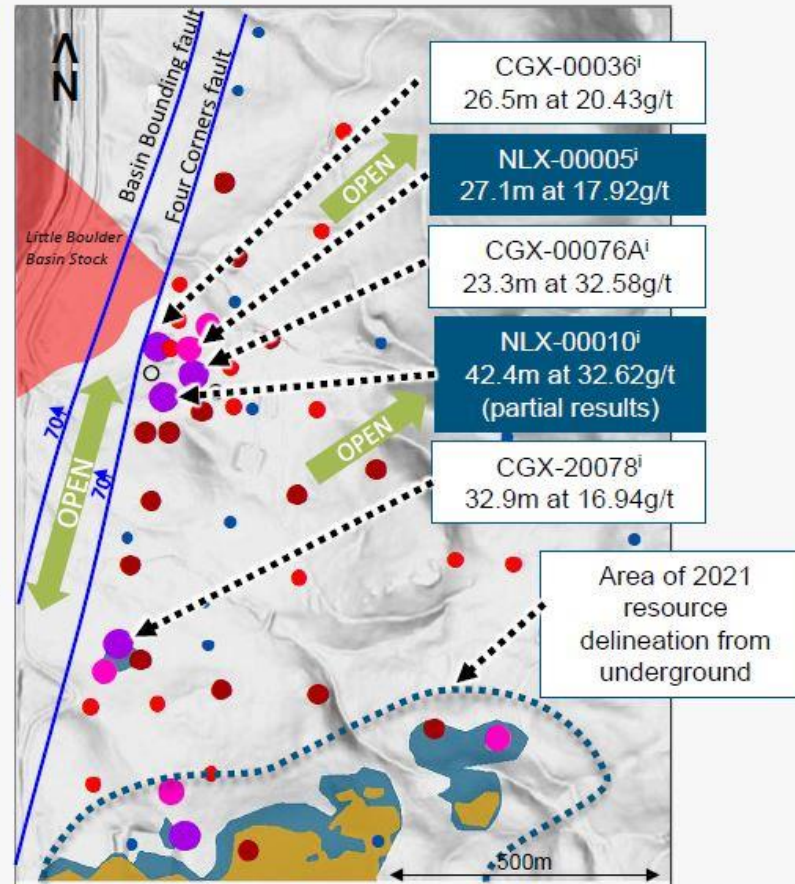 N
Basin Bounding fault
Four Corners fault
Little Boulder
Basin Stock
CGX-00036ⁱ
26.5m at 20.43g/t
OPEN
NLX-00005ⁱ
27.1m at 17.92g/t
CGX-00076Aⁱ
23.3m at 32.58g/t
NLX-00010ⁱ
42.4m at 32.62g/t
(partial results)
OPEN
70
OPEN
70
CGX-20078ⁱ
32.9m at 16.94g/t
Area of 2021
resource
delineation from
underground
500m